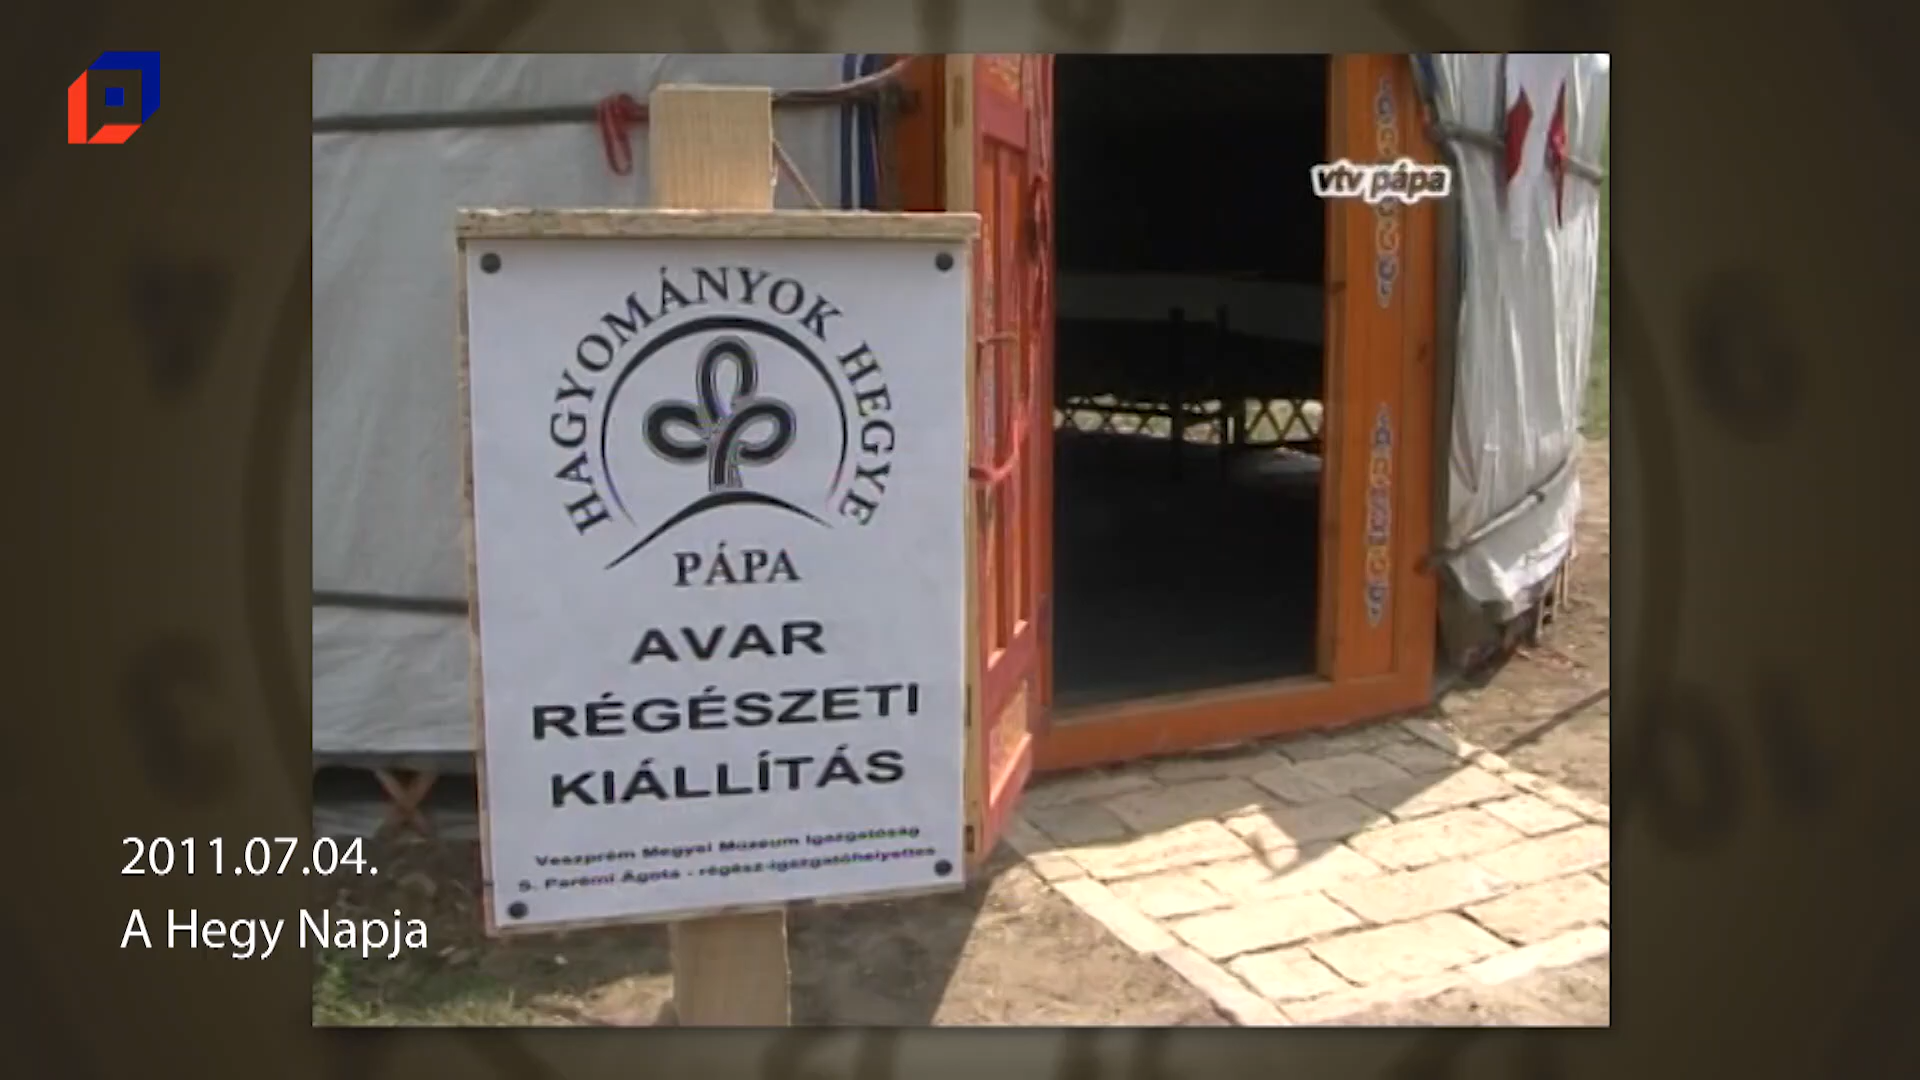 vtv pápa
HAGYOMÁNYOK HEGYE
PÁPA
AVAR
RÉGÉSZETI
KIÁLLÍTÁS
Veszprém Megyei Múzeum Igazgatóság
S. Perémi Ágota - régész-igazgatóhelyettes
2011.07.04.
A Hegy Napja